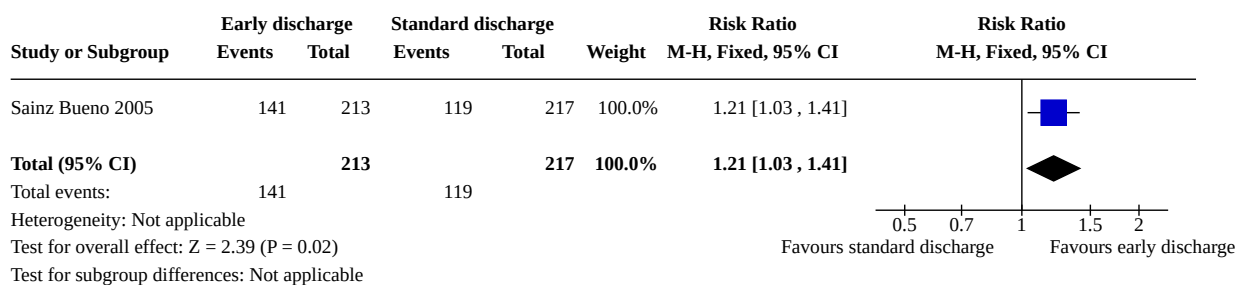 Early discharge Standard discharge Risk Ratio Risk Ratio
Study or Subgroup Events Total Events Total Weight M-H, Fixed, 95% CI M-H, Fixed, 95% CI
Sainz Bueno 2005 141 213 119 217 100.0% 1.21 [1.03 , 1.41]
Total (95% CI) 213 217 100.0% 1.21 [1.03 , 1.41]
Total events: 141 119
Heterogeneity: Not applicable 0.5 0.7 1 1.5 2
Test for overall effect: Z = 2.39 (P = 0.02) Favours standard discharge Favours early discharge
Test for subgroup differences: Not applicable